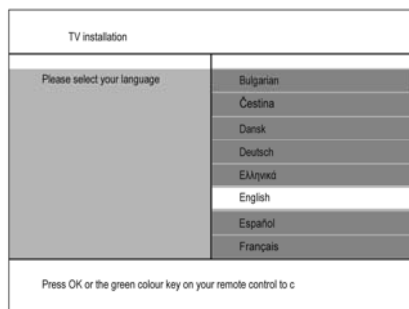 TV installation
Please select your language
Bulgarian
Čestina
Dansk
Deutsch
Ελληνικά
English
Español
Français
Press OK or the green colour key on your remote control to c